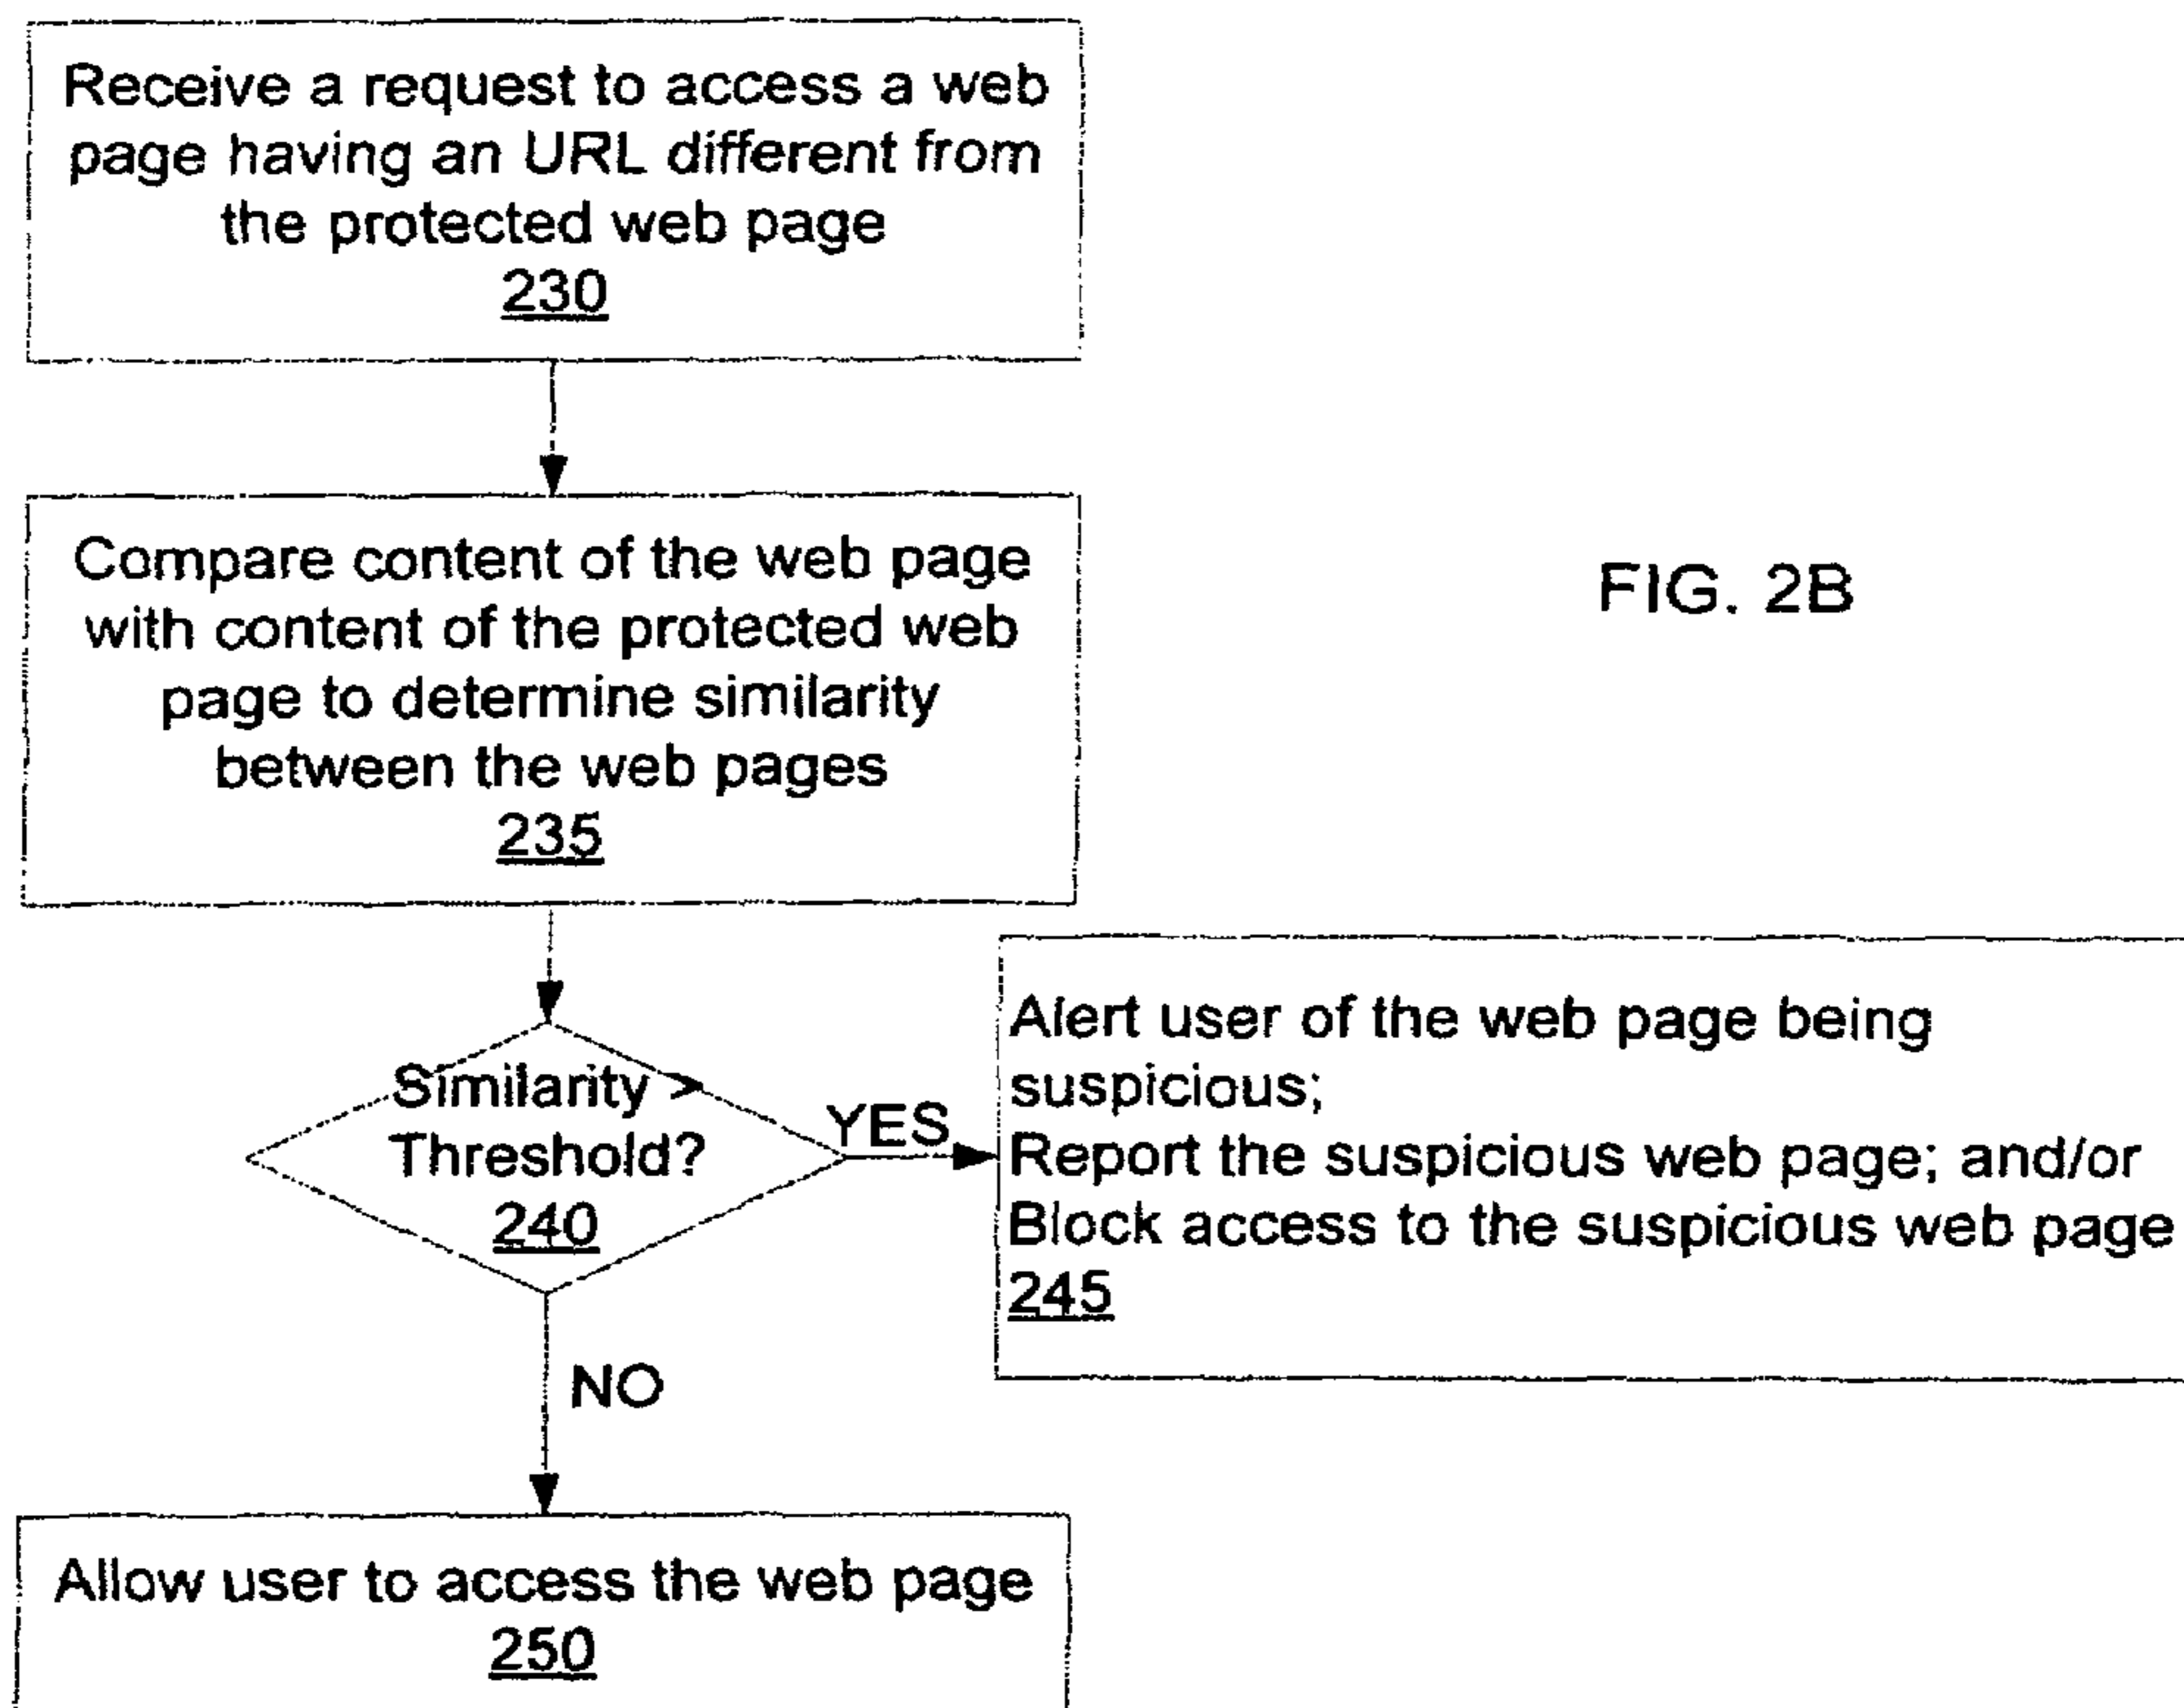 Receive a request to access a web
page having an URL different from
the protected web page
230
Compare content of the web page
with content of the protected web
page to determine similarity
between the web pages
235
FIG. 2B
Similarity >
Threshold?
240
YES
Alert user of the web page being
suspicious;
Report the suspicious web page; and/or
Block access to the suspicious web page
245
NO
Allow user to access the web page
250